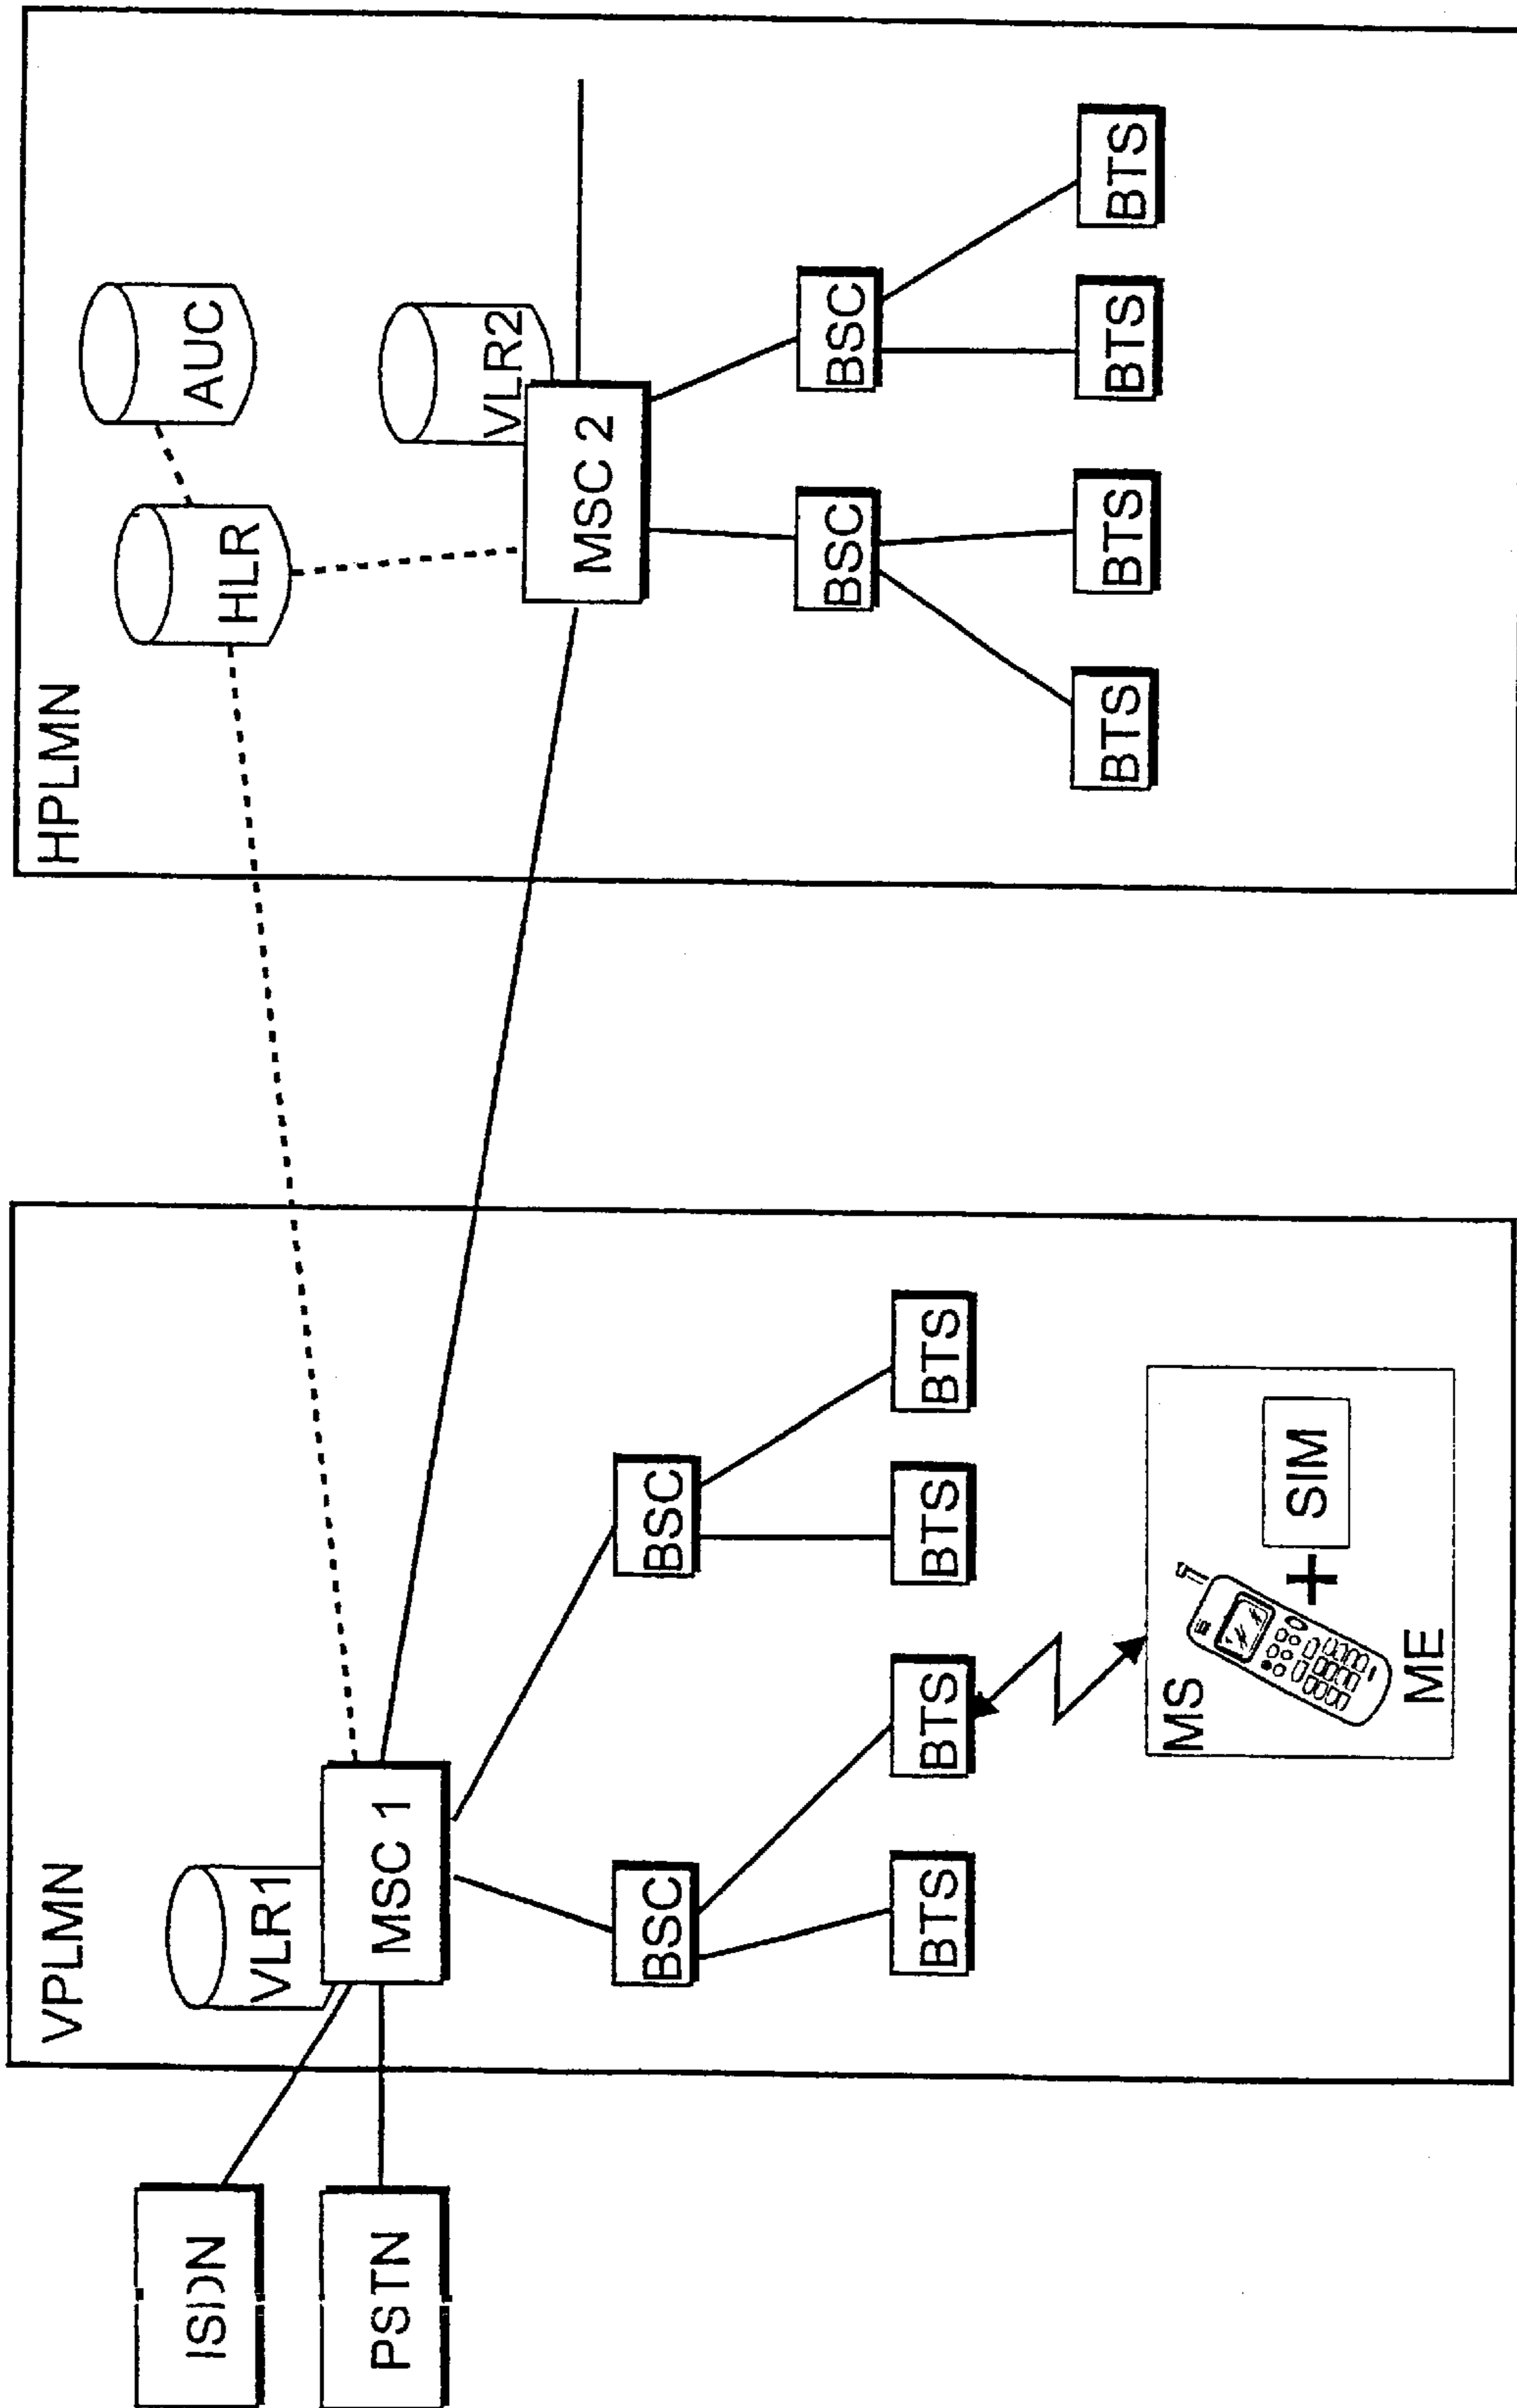 ISDN
PSTN
VPLMN
VLR1
MSC 1
BSC
BSC
BTS
BTS
BTS
BTS
MS
ME
SIM
HPLMN
HLR
AUC
VLR2
MSC 2
BSC
BSC
BTS
BTS
BTS
BTS